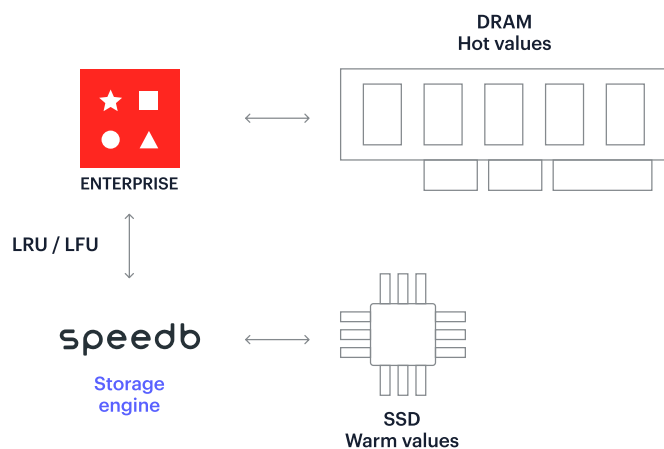 DRAM
Hot values
ENTERPRISE
LRU / LFU
speedb
Storage
engine
SSD
Warm values